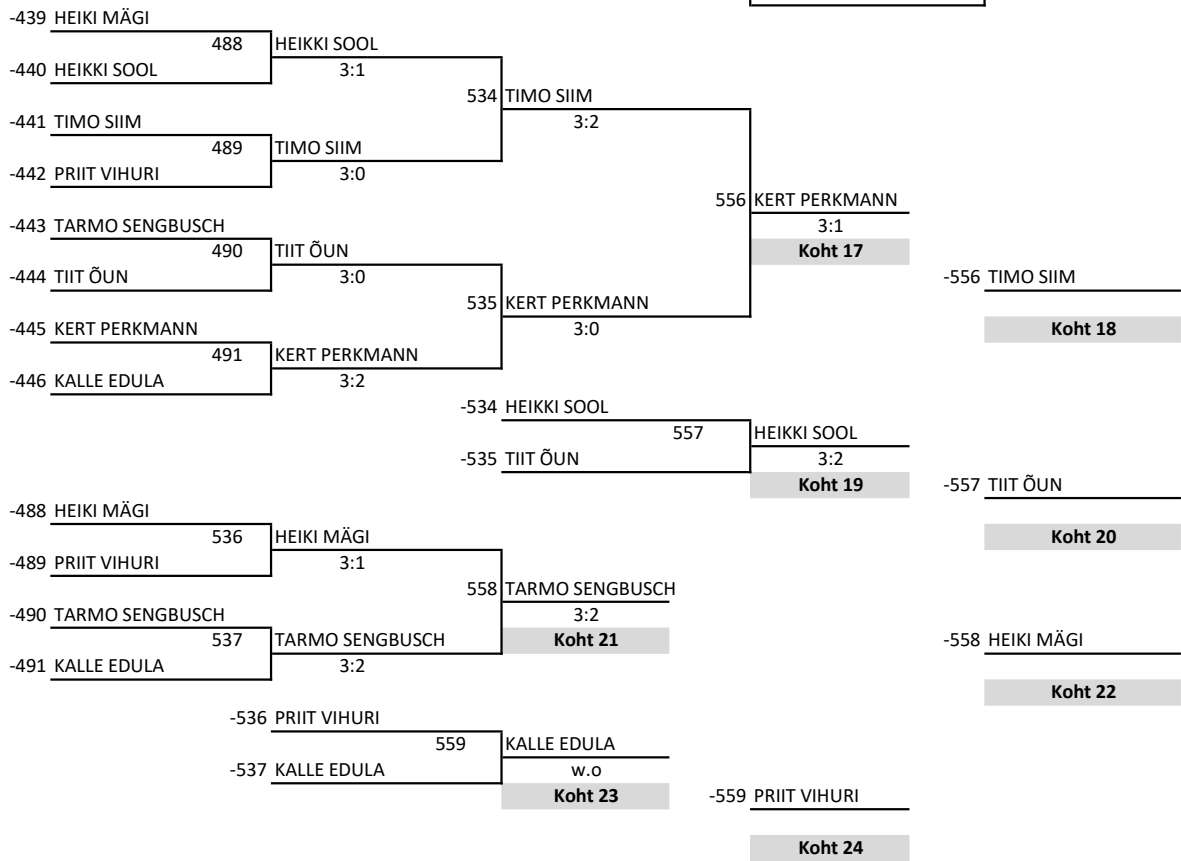 -439 HEIKI MÄGI
488 HEIKKI SOOL
-440 HEIKKI SOOL 3:1
534 TIMO SIIM
-441 TIMO SIIM 3:2
489 TIMO SIIM
-442 PRIIT VIHURI 3:0
556 KERT PERKMANN
-443 TARMO SENGBUSCH 3:1
490 TIIT ÕUN Koht 17
-444 TIIT ÕUN 3:0 -556 TIMO SIIM
535 KERT PERKMANN
-445 KERT PERKMANN 3:0 Koht 18
491 KERT PERKMANN
-446 KALLE EDULA 3:2
-534 HEIKKI SOOL
557 HEIKKI SOOL
-535 TIIT ÕUN 3:2
Koht 19 -557 TIIT ÕUN
-488 HEIKI MÄGI
536 HEIKI MÄGI Koht 20
-489 PRIIT VIHURI 3:1
558 TARMO SENGBUSCH
-490 TARMO SENGBUSCH 3:2
537 TARMO SENGBUSCH Koht 21 -558 HEIKI MÄGI
-491 KALLE EDULA 3:2
Koht 22
-536 PRIIT VIHURI
559 KALLE EDULA
-537 KALLE EDULA w.o
Koht 23 -559 PRIIT VIHURI
Koht 24